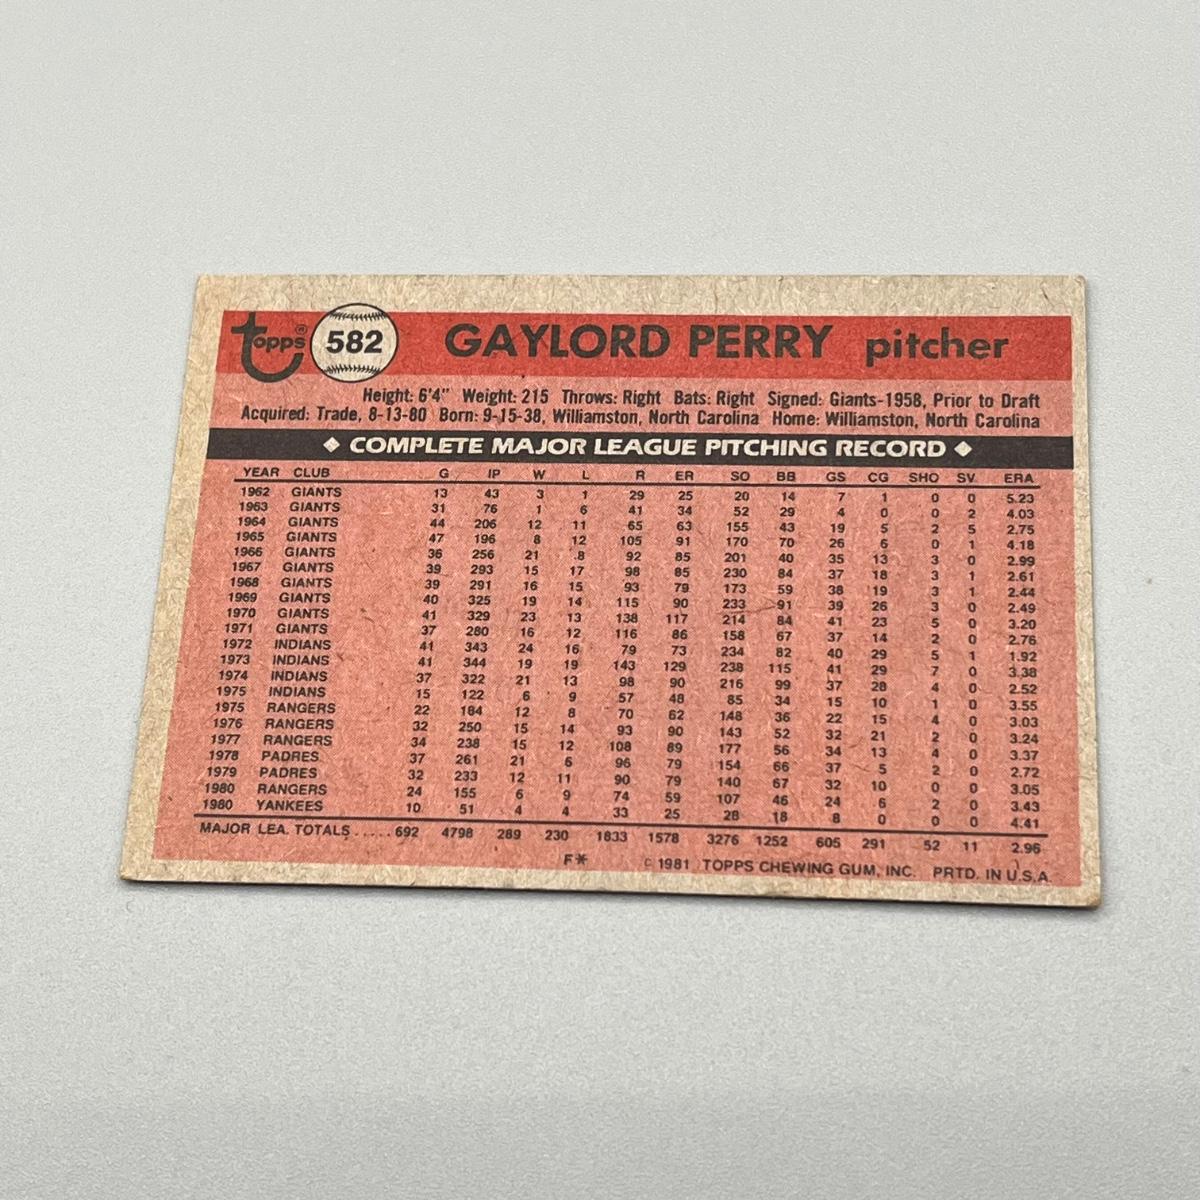 topps® 582 GAYLORD PERRY pitcher
Height: 6'4" Weight: 215 Throws: Right Bats: Right Signed: Giants-1958, Prior to Draft
Acquired: Trade, 8-13-80 Born: 9-15-38, Williamston, North Carolina Home: Williamston, North Carolina
COMPLETE MAJOR LEAGUE PITCHING RECORD
YEAR CLUB G IP W L R ER SO BB GS CG SHO SV. ERA
1962 GIANTS 13 43 3 1 29 25 20 14 7 1 0 0 5.23
1963 GIANTS 31 76 1 6 41 34 52 29 4 0 0 2 4.03
1964 GIANTS 44 206 12 11 65 63 155 43 19 5 2 5 2.75
1965 GIANTS 47 196 8 12 105 91 170 70 26 6 0 1 4.18
1966 GIANTS 36 256 21 8 92 85 201 40 35 13 3 0 2.99
1967 GIANTS 39 293 15 17 98 85 230 84 37 18 3 1 2.61
1968 GIANTS 39 291 16 15 93 79 173 59 38 19 3 1 2.44
1969 GIANTS 40 325 19 14 115 90 233 91 39 26 3 0 2.49
1970 GIANTS 41 329 23 13 138 117 214 84 41 23 5 0 3.20
1971 GIANTS 37 280 16 12 116 86 158 67 37 14 2 0 2.76
1972 INDIANS 41 343 24 16 79 73 234 82 40 29 5 1 1.92
1973 INDIANS 41 344 19 19 143 129 238 115 41 29 7 0 3.38
1974 INDIANS 37 322 21 13 98 90 216 99 37 28 4 0 2.52
1975 INDIANS 15 122 6 9 57 48 85 34 15 10 1 0 3.55
1975 RANGERS 22 184 12 8 70 62 148 36 22 15 4 0 3.03
1976 RANGERS 32 250 15 14 93 90 143 52 32 21 2 0 3.24
1977 RANGERS 34 238 15 12 108 89 177 56 34 13 4 0 3.37
1978 PADRES 37 261 21 6 96 79 154 66 37 5 2 0 2.72
1979 PADRES 32 233 12 11 90 79 140 67 32 10 0 0 3.05
1980 RANGERS 24 155 6 9 74 59 107 46 24 6 2 0 3.43
1980 YANKEES 10 51 4 4 33 25 28 18 8 0 0 0 4.41
MAJOR LEA. TOTALS ..... 692 4798 289 230 1833 1578 3276 1252 605 291 52 11 2.96
F* © 1981 TOPPS CHEWING GUM, INC. PRTD. IN U.S.A.